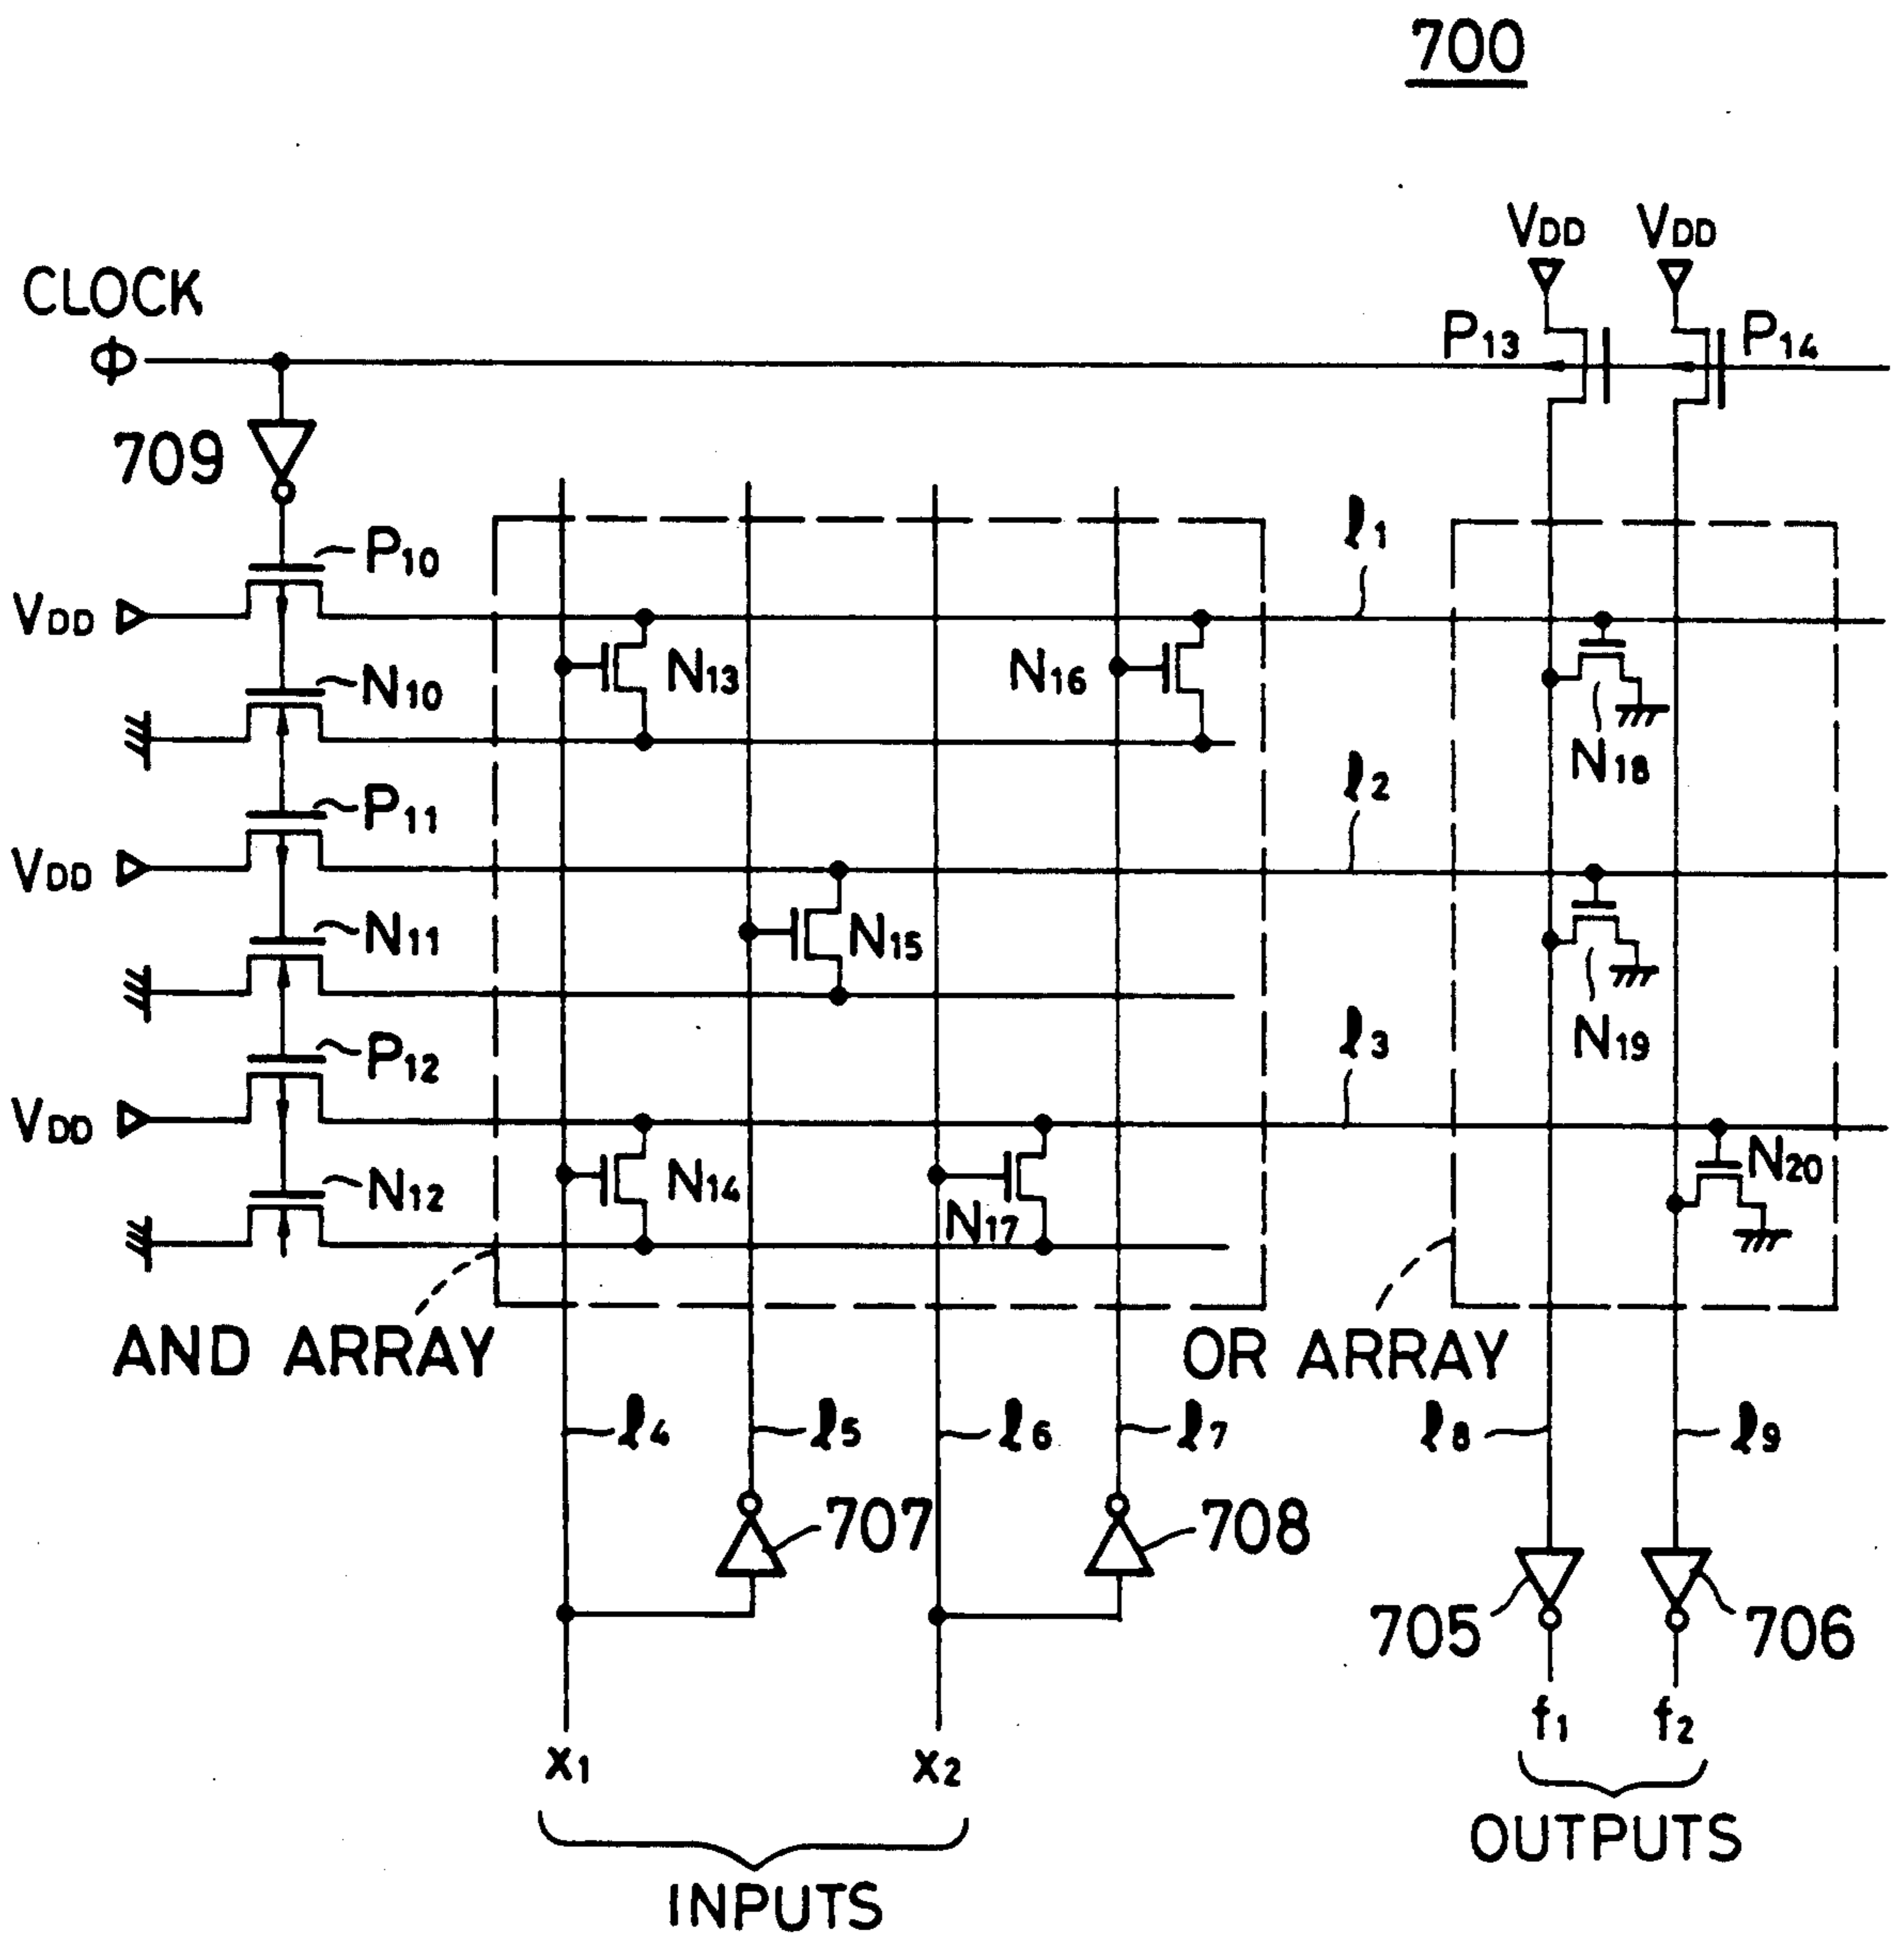 700
VDD VDD
CLOCK
P13 P14
Φ
709
P10
ℓ1
VDD
N13 N16
N10
N18
ℓ2
P11
VDD
N11
N15
ℓ3
N19
P12
VDD
N14
N20
N12
N17
AND ARRAY
OR ARRAY
ℓ4 ℓ5 ℓ6 ℓ7 ℓ8 ℓ9
707 708
705 706
f1 f2
x1 x2
OUTPUTS
INPUTS